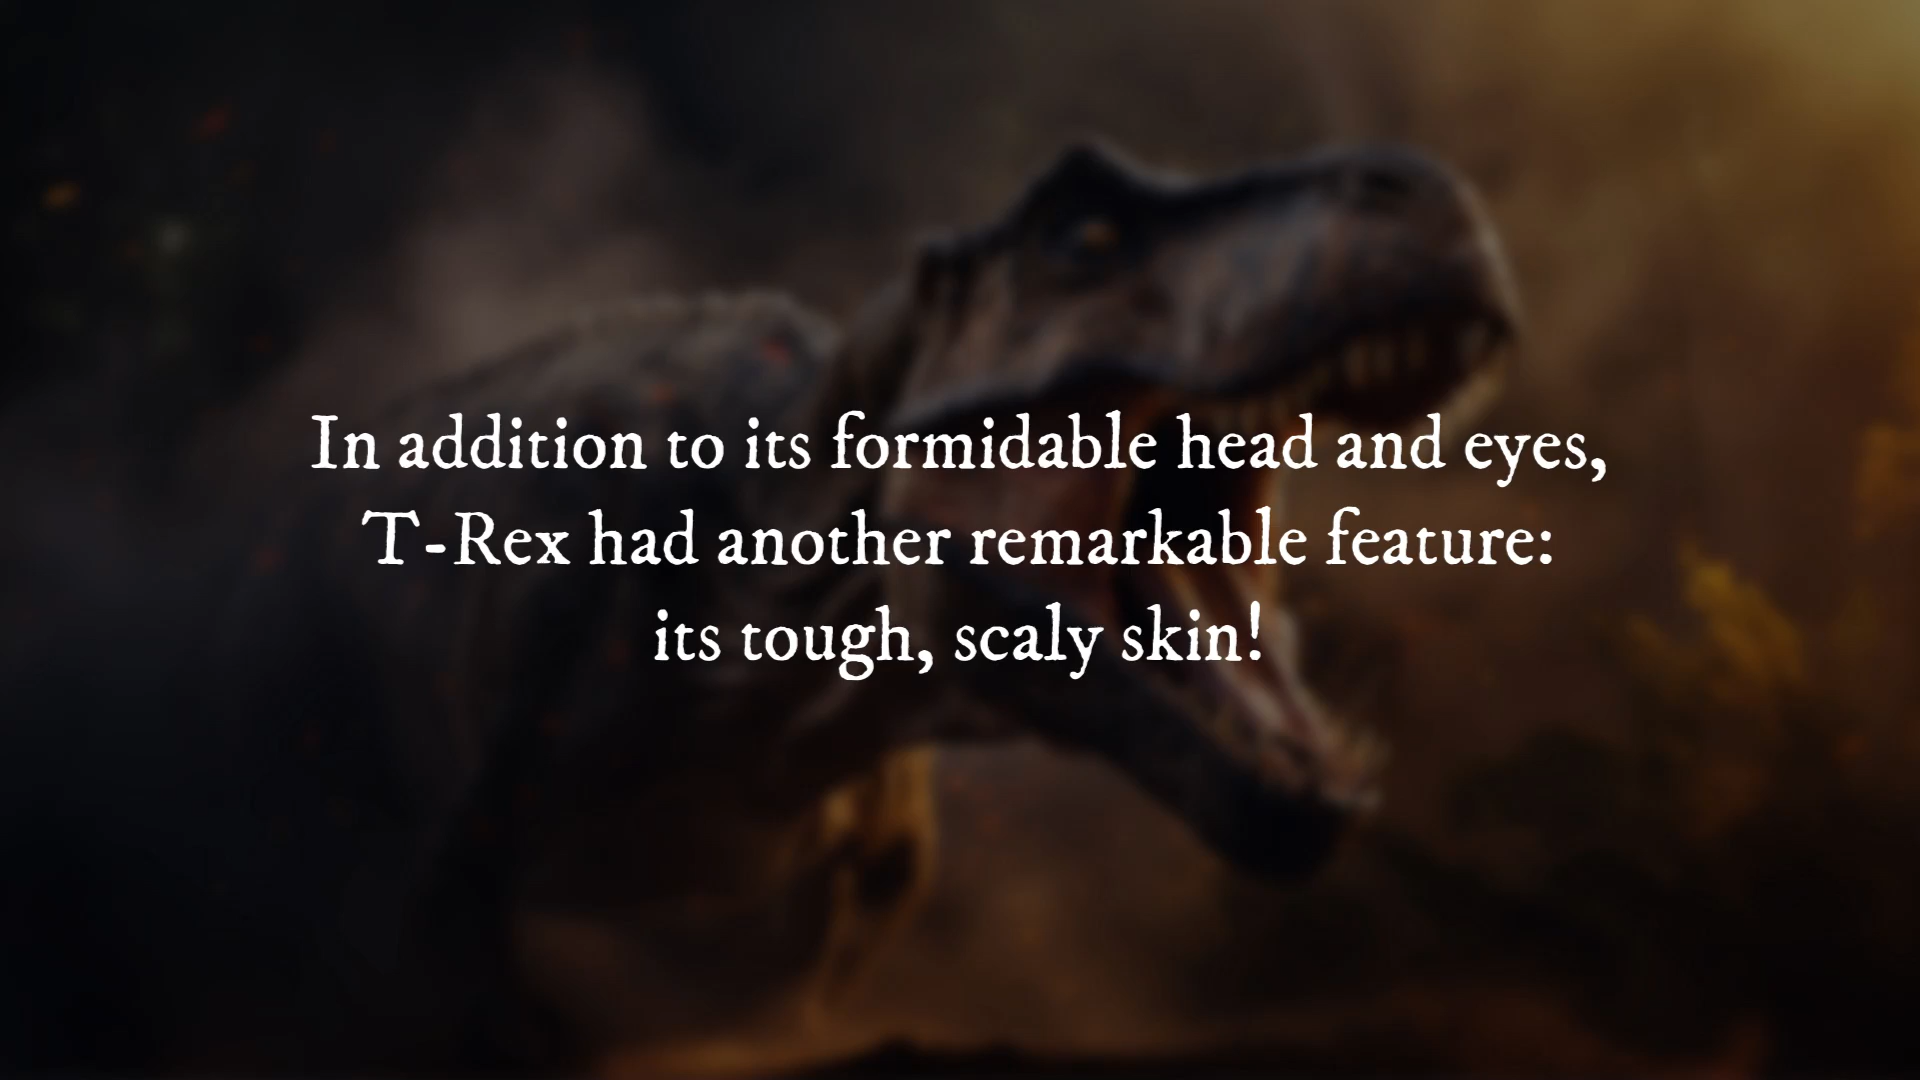 In addition to its formidable head and eyes,
T-Rex had another remarkable feature:
its tough, scaly skin!